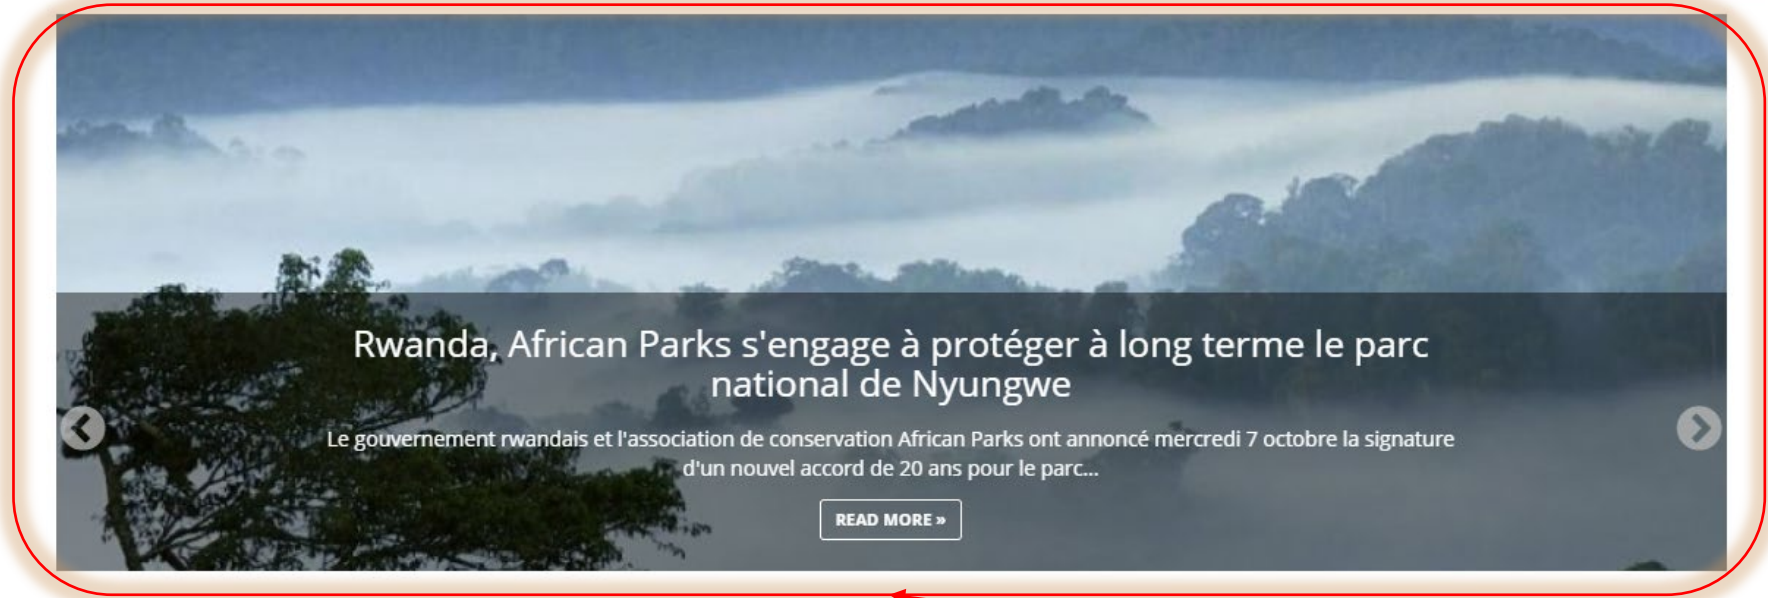 Rwanda, African Parks s'engage à protéger à long terme le parc
national de Nyungwe
Le gouvernement rwandais et l'association de conservation African Parks ont annoncé mercredi 7 octobre la signature
d'un nouvel accord de 20 ans pour le parc...
READ MORE »